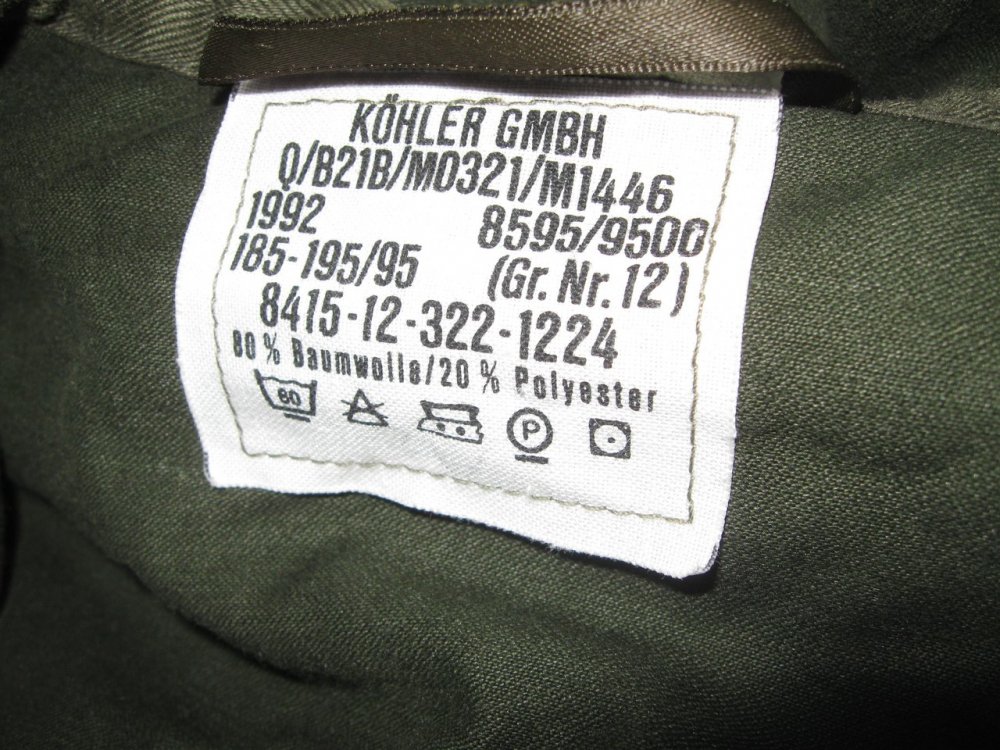 KÖHLER GMBH
Q/B21B/M0321/M1446
1992 8595/9500
185-195/95 (Gr. Nr. 12)
8415-12-322-1224
80 % Baumwolle/20 % Polyester
60 P